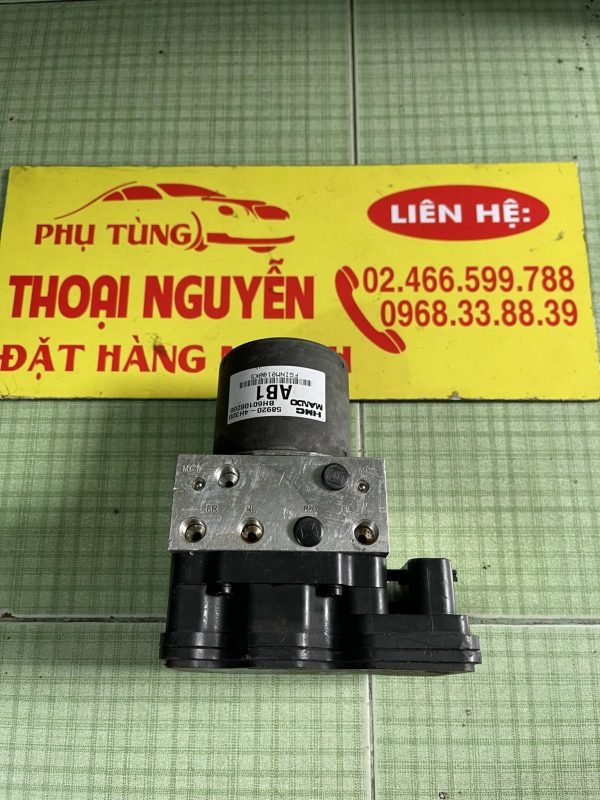 PHỤ TÙNG
LIÊN HỆ:
THOẠI NGUYỄN
02.466.599.788
0968.33.88.39
ĐẶT HÀNG
HMC
MANDO
58920-4H300
BH60108200
AB1
MC1
MC2